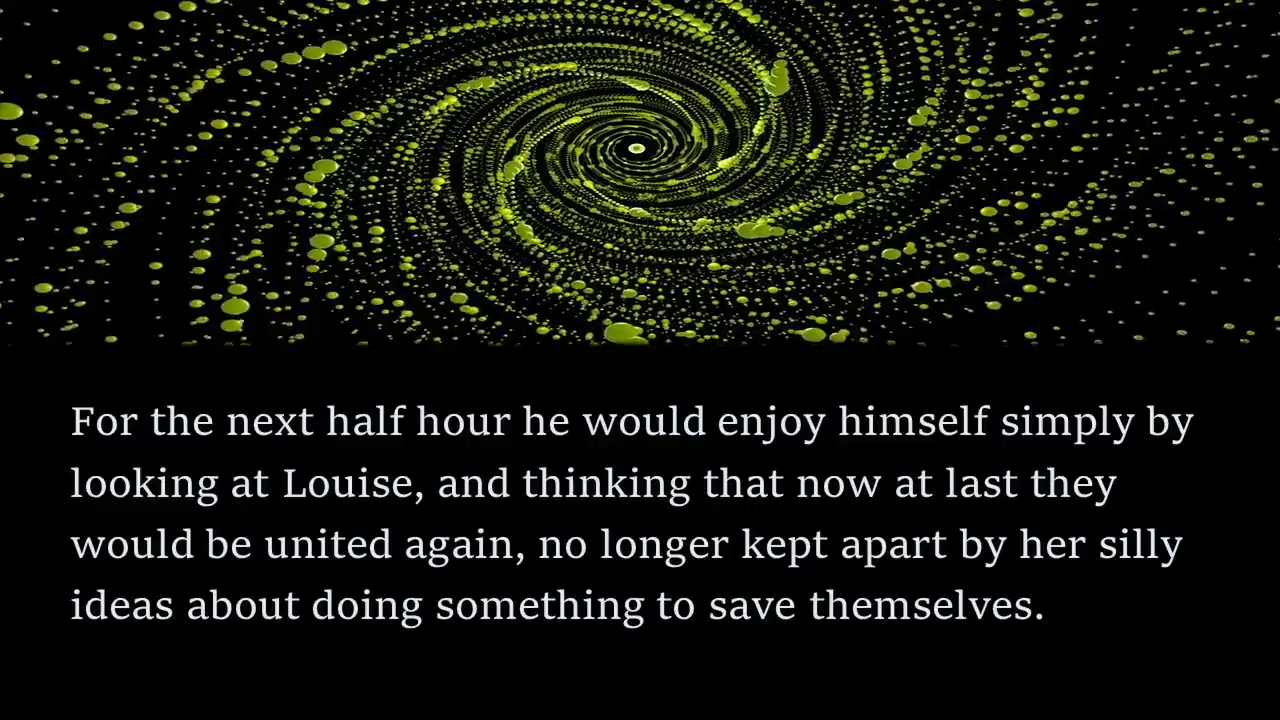 For the next half hour he would enjoy himself simply by
looking at Louise, and thinking that now at last they
would be united again, no longer kept apart by her silly
ideas about doing something to save themselves.